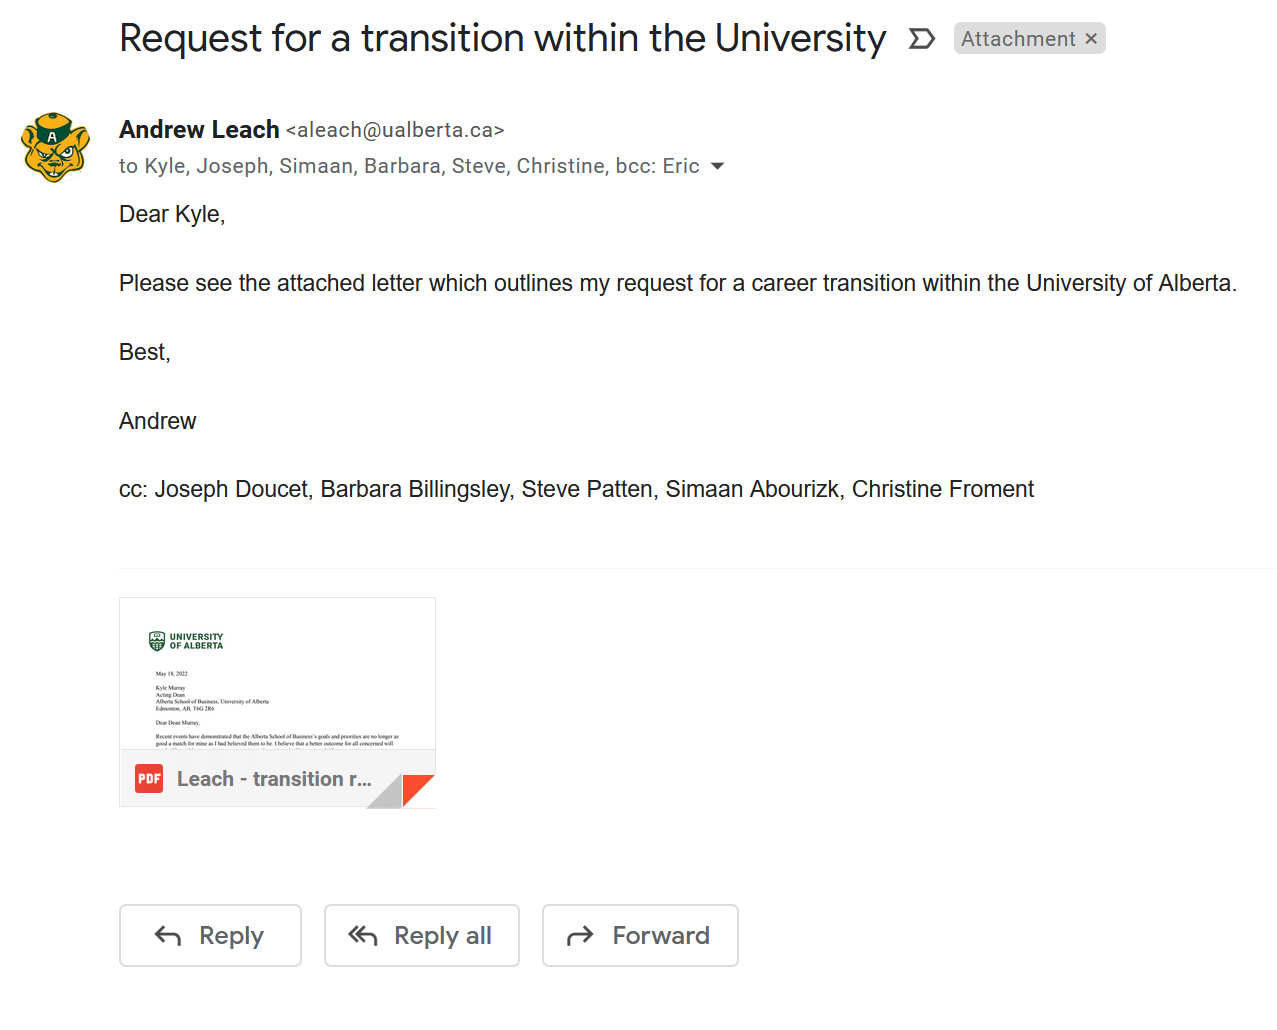 Request for a transition within the University
Attachment ×
A
Andrew Leach <aleach@ualberta.ca>
to Kyle, Joseph, Simaan, Barbara, Steve, Christine, bcc: Eric
Dear Kyle,
Please see the attached letter which outlines my request for a career transition within the University of Alberta.
Best,
Andrew
cc: Joseph Doucet, Barbara Billingsley, Steve Patten, Simaan Abourizk, Christine Froment
UNIVERSITY
OF ALBERTA
May 18, 2022
Kyle Murray
Acting Dean
Alberta School of Business, University of Alberta
Edmonton, AB, T6G 2R6
Dear Dean Murray,
Recent events have demonstrated that the Alberta School of Business's goals and priorities are no longer as
good a match for mine as I had believed them to be. I believe that a better outcome for all concerned will
PDF Leach - transition r...
Reply
Reply all
Forward